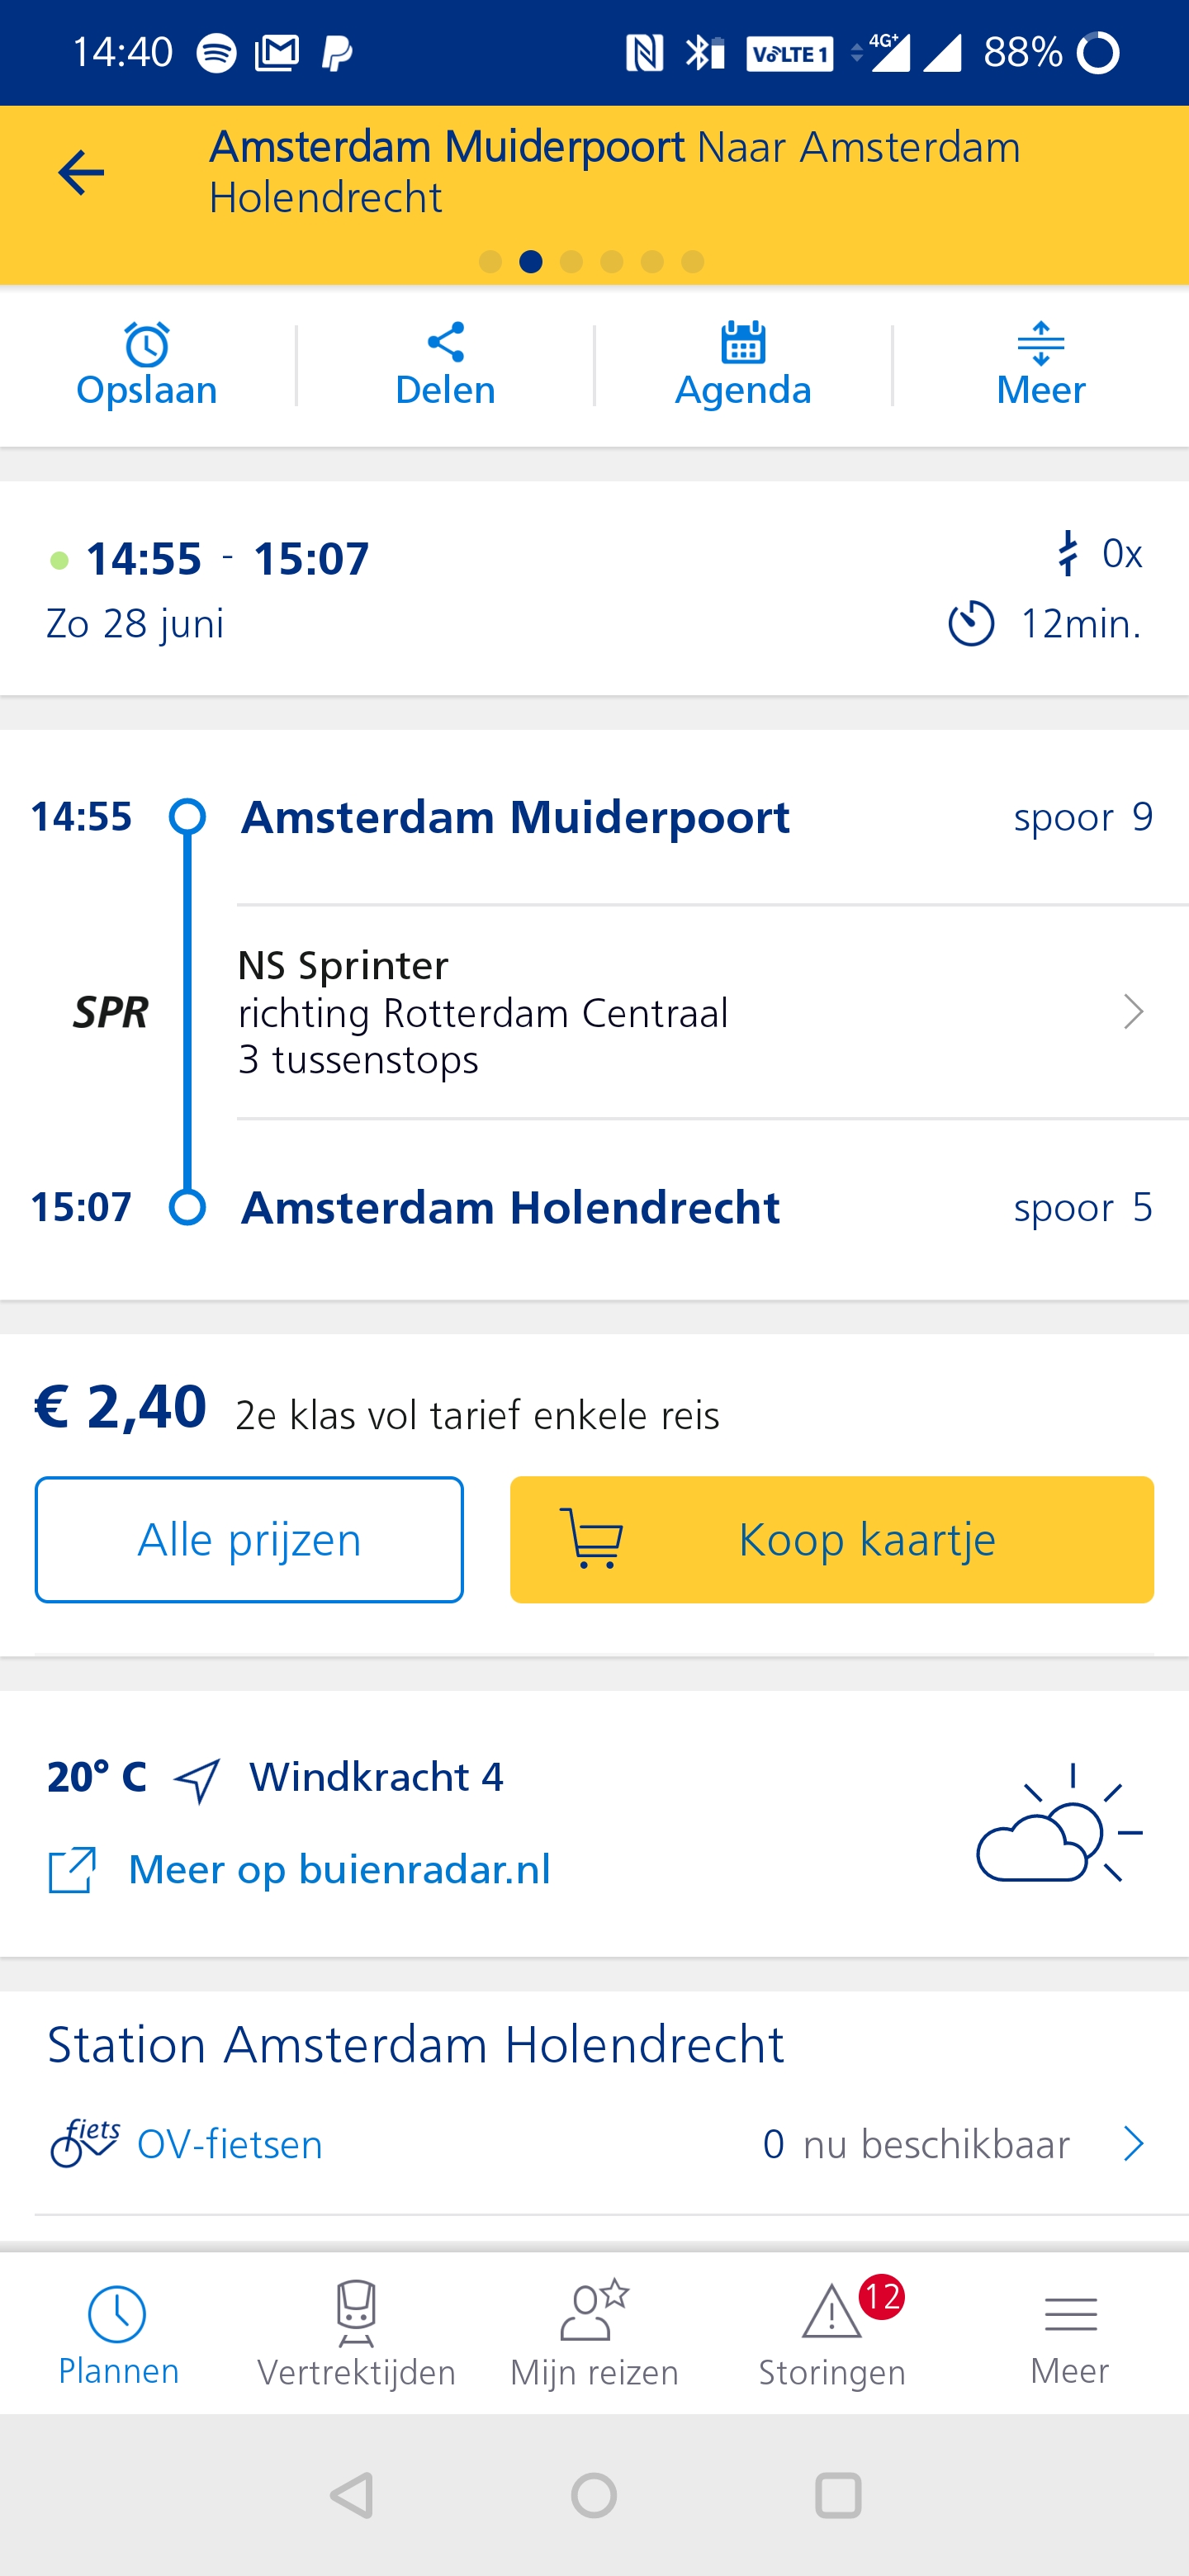 14:40
VoLTE 1
4G+
88%
Amsterdam Muiderpoort Naar Amsterdam
Holendrecht
Opslaan
Delen
Agenda
Meer
14:55 - 15:07
0x
Zo 28 juni
12min.
14:55
Amsterdam Muiderpoort
spoor 9
NS Sprinter
SPR
richting Rotterdam Centraal
3 tussenstops
15:07
Amsterdam Holendrecht
spoor 5
€ 2,40 2e klas vol tarief enkele reis
Alle prijzen
Koop kaartje
20° C
Windkracht 4
Meer op buienradar.nl
Station Amsterdam Holendrecht
fiets
OV-fietsen
0 nu beschikbaar
12
Plannen
Vertrektijden
Mijn reizen
Storingen
Meer